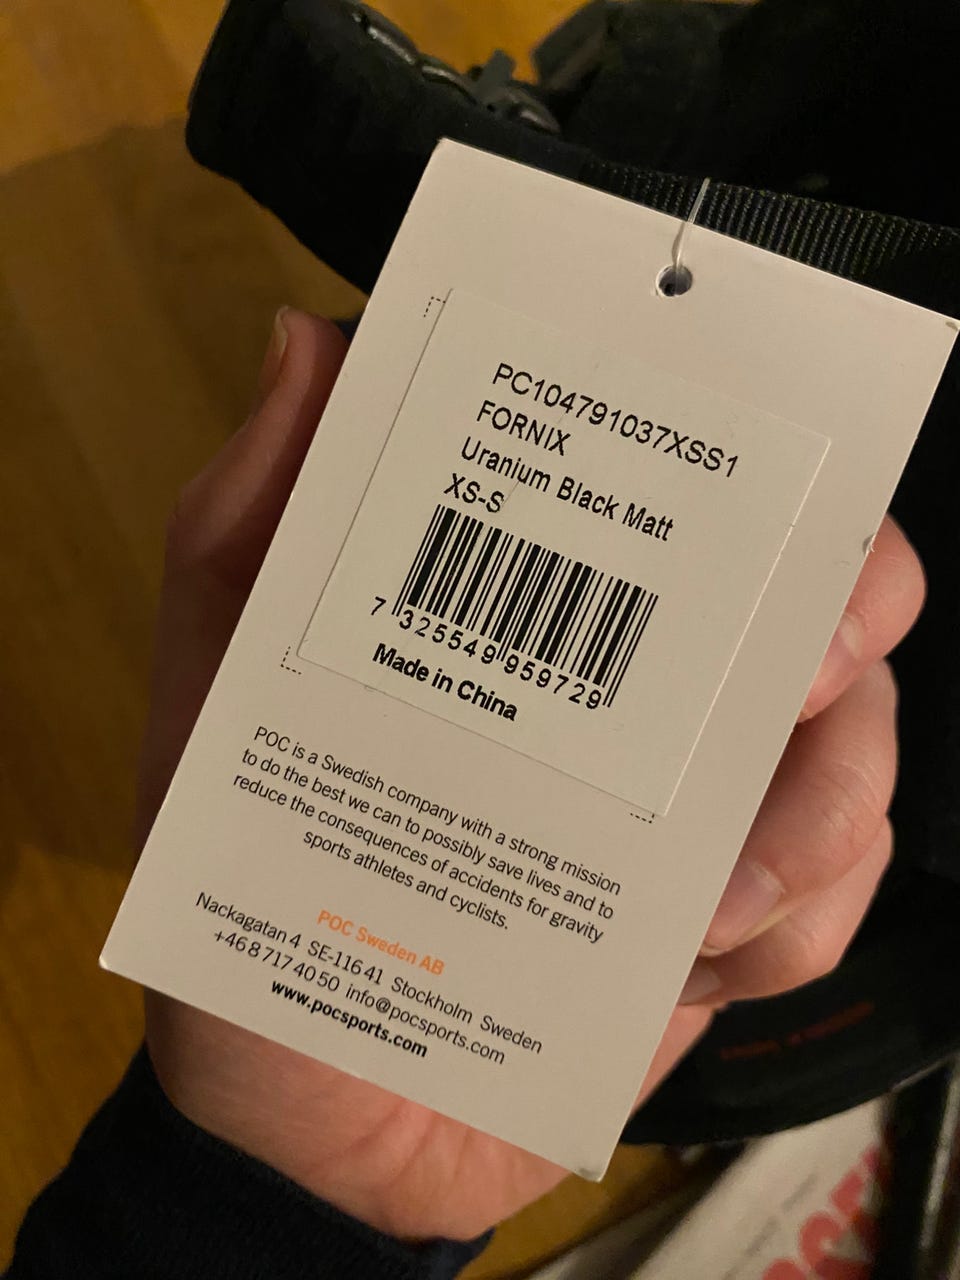 PC104791037XSS1
FORNIX
Uranium Black Matt
XS-S
7 325549 959729
Made in China
POC is a Swedish company with a strong mission
to do the best we can to possibly save lives and to
reduce the consequences of accidents for gravity
sports athletes and cyclists.
POC Sweden AB
Nackagatan 4 SE-116 41 Stockholm Sweden
+46 8 717 40 50 info@pocsports.com
www.pocsports.com